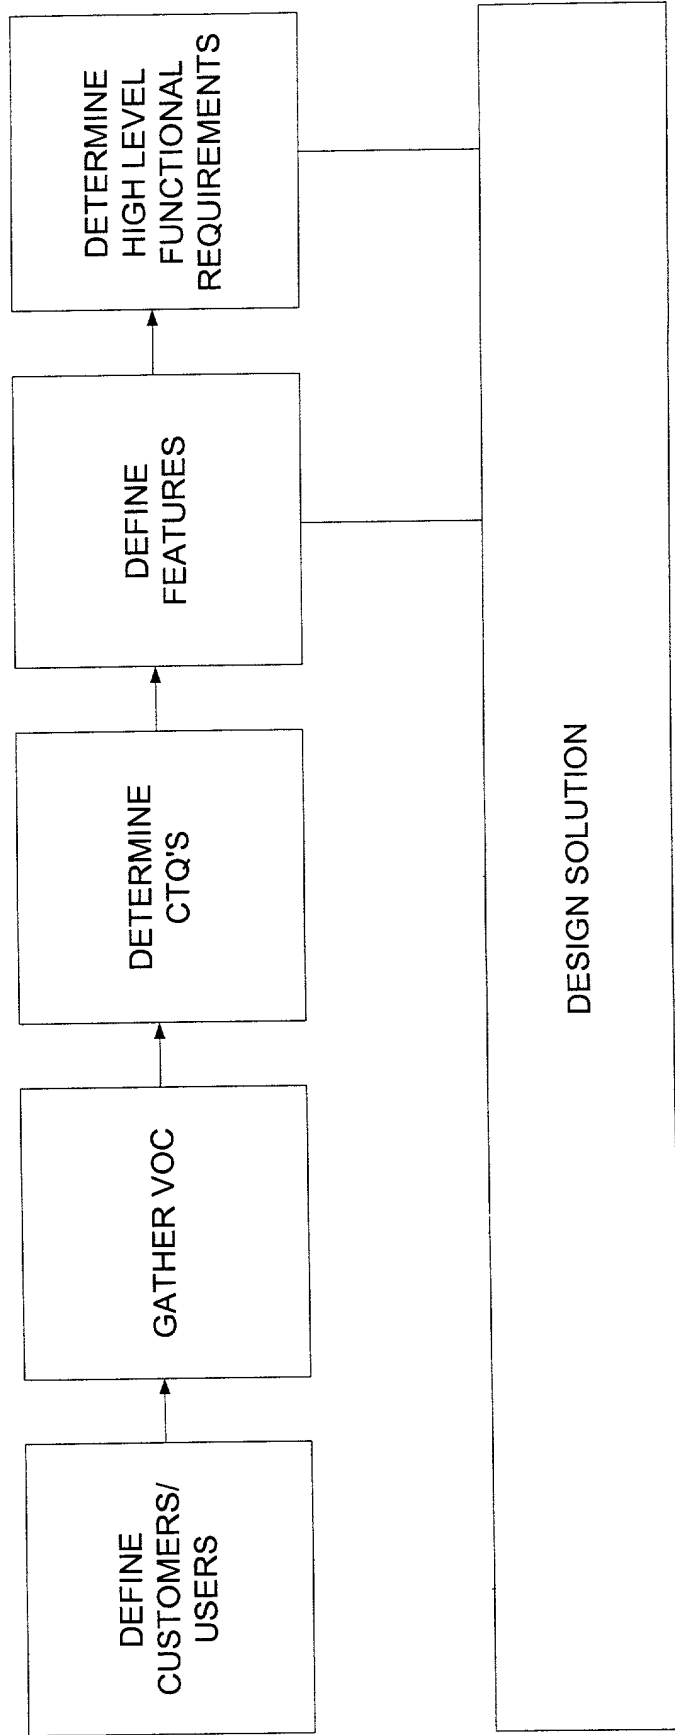 DEFINE
CUSTOMERS/
USERS
GATHER VOC
DETERMINE
CTQ'S
DEFINE
FEATURES
DETERMINE
HIGH LEVEL
FUNCTIONAL
REQUIREMENTS
DESIGN SOLUTION